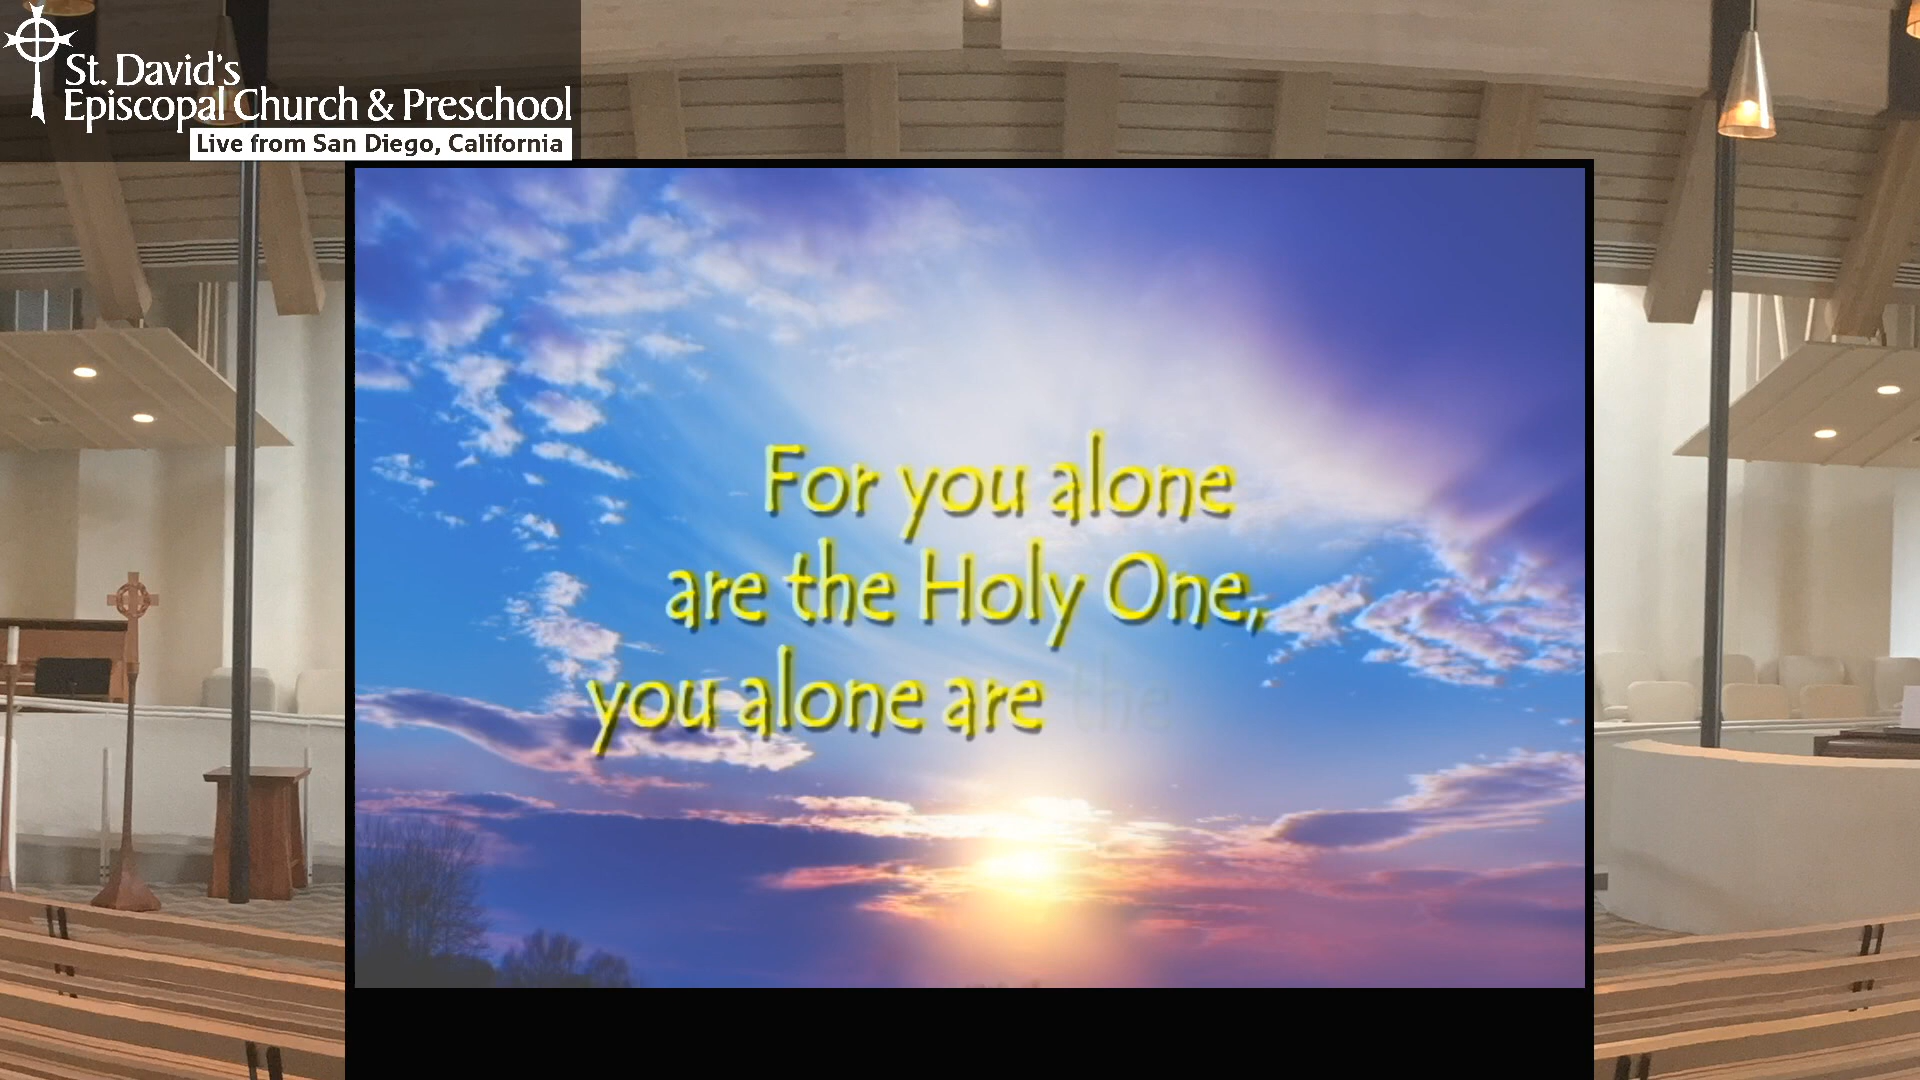 St. David's
Episcopal Church & Preschool
Live from San Diego, California
For you alone
are the Holy One,
you alone are the